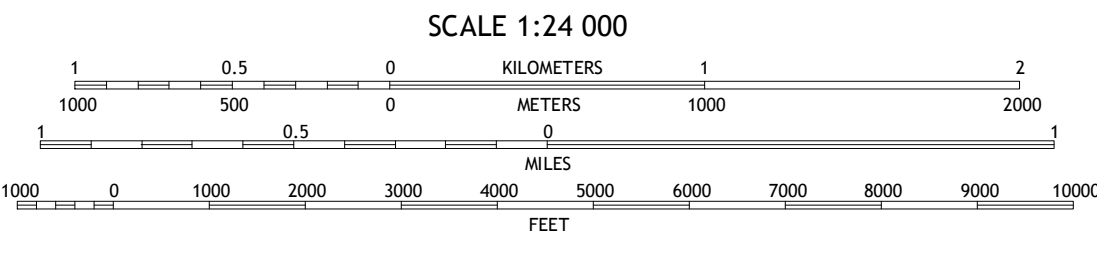 SCALE 1:24 000
1 0.5 0 KILOMETERS 1 2
1000 500 0 METERS 1000 2000
1 0.5 0 1
MILES
1000 0 1000 2000 3000 4000 5000 6000 7000 8000 9000 10000
FEET